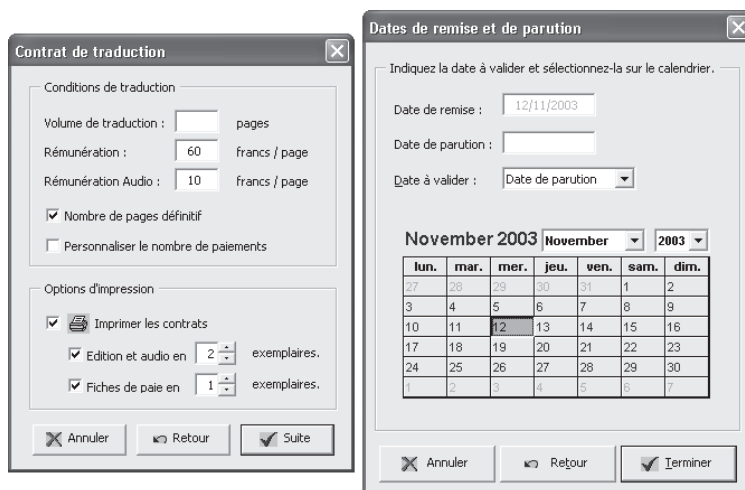 Contrat de traduction
Conditions de traduction
Volume de traduction : pages
Rémunération : 60 francs / page
Rémunération Audio : 10 francs / page
Nombre de pages définitif
Personnaliser le nombre de paiements
Options d'impression
Imprimer les contrats
Edition et audio en 2 exemplaires.
Fiches de paie en 1 exemplaires.
Annuler Retour Suite
Dates de remise et de parution
Indiquez la date à valider et sélectionnez-la sur le calendrier.
Date de remise : 12/11/2003
Date de parution :
Date à valider : Date de parution
November 2003 November 2003
lun. mar. mer. jeu. ven. sam. dim.
27 28 29 30 31 1 2
3 4 5 6 7 8 9
10 11 12 13 14 15 16
17 18 19 20 21 22 23
24 25 26 27 28 29 30
1 2 3 4 5 6 7
Annuler Retour Terminer